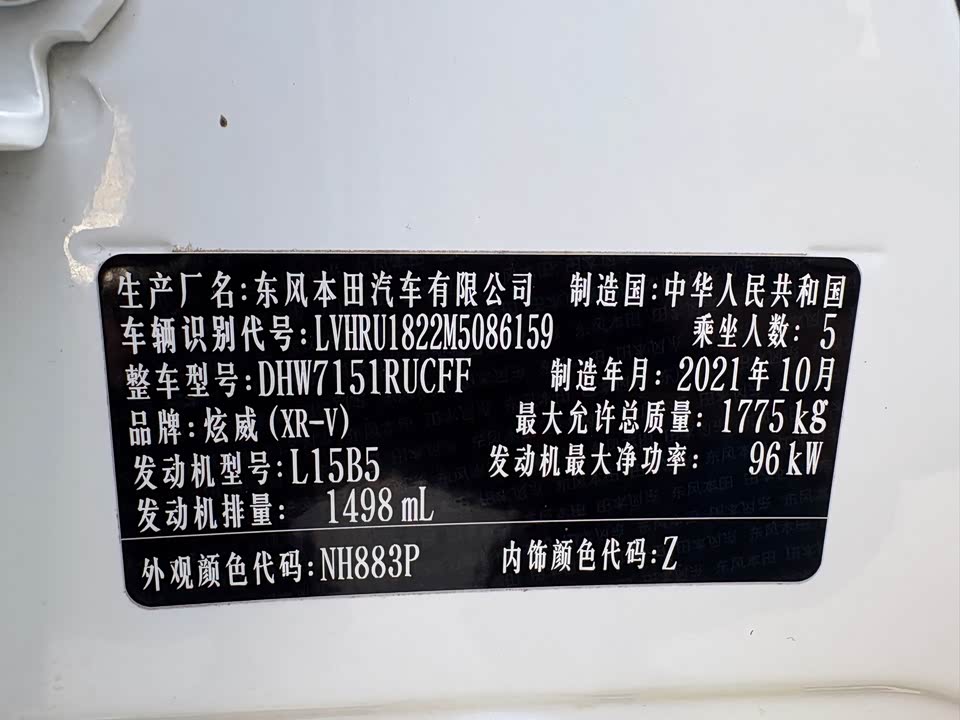 生产厂名:东风本田汽车有限公司 制造国:中华人民共和国
车辆识别代号:LVHRU1822M5086159 乘坐人数: 5
整车型号:DHW7151RUCFF 制造年月: 2021年10月
品牌:炫威(XR-V) 最大允许总质量: 1775kg
发动机型号:L15B5 发动机最大净功率: 96kW
发动机排量: 1498mL
外观颜色代码:NH883P 内饰颜色代码:Z